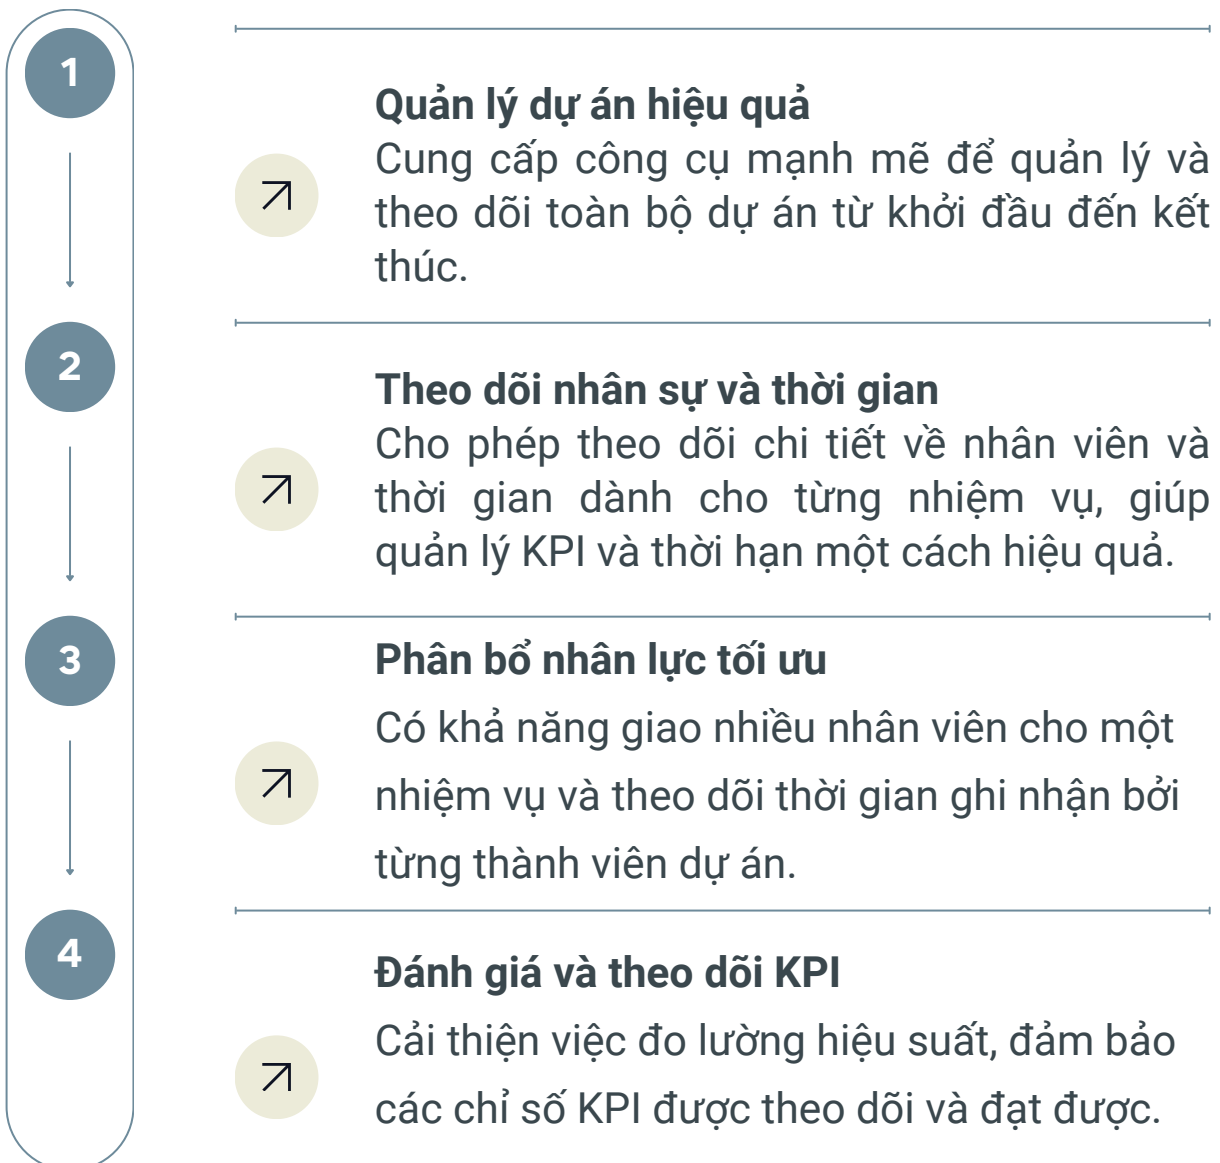 1
Quản lý dự án hiệu quả
Cung cấp công cụ mạnh mẽ để quản lý và
theo dõi toàn bộ dự án từ khởi đầu đến kết
thúc.
2
Theo dõi nhân sự và thời gian
Cho phép theo dõi chi tiết về nhân viên và
thời gian dành cho từng nhiệm vụ, giúp
quản lý KPI và thời hạn một cách hiệu quả.
3
Phân bổ nhân lực tối ưu
Có khả năng giao nhiều nhân viên cho một
nhiệm vụ và theo dõi thời gian ghi nhận bởi
từng thành viên dự án.
4
Đánh giá và theo dõi KPI
Cải thiện việc đo lường hiệu suất, đảm bảo
các chỉ số KPI được theo dõi và đạt được.